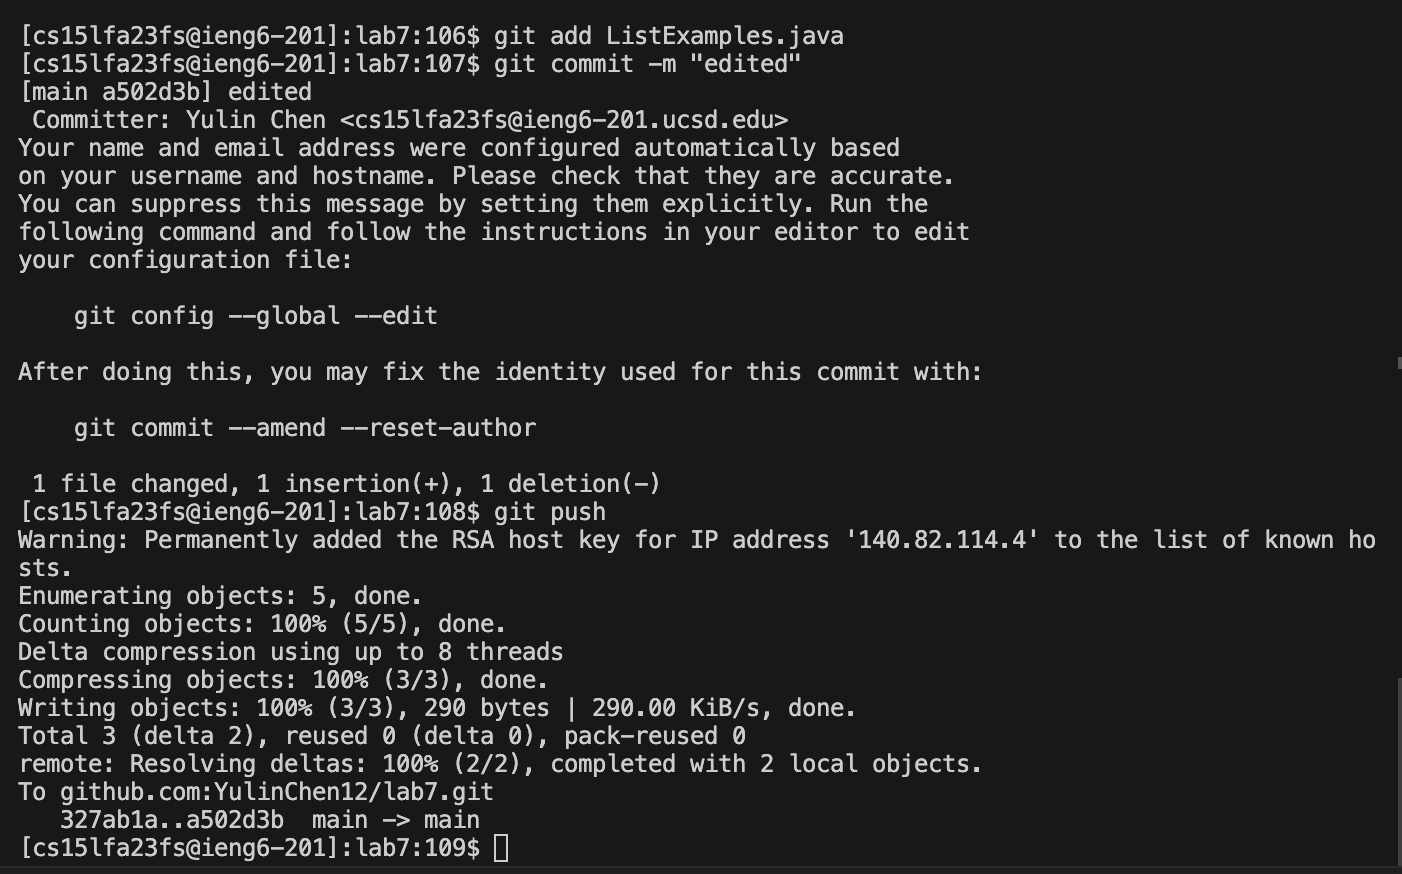 [cs15lfa23fs@ieng6-201]:lab7:106$ git add ListExamples.java
[cs15lfa23fs@ieng6-201]:lab7:107$ git commit -m "edited"
[main a502d3b] edited
 Committer: Yulin Chen <cs15lfa23fs@ieng6-201.ucsd.edu>
Your name and email address were configured automatically based
on your username and hostname. Please check that they are accurate.
You can suppress this message by setting them explicitly. Run the
following command and follow the instructions in your editor to edit
your configuration file:

    git config --global --edit

After doing this, you may fix the identity used for this commit with:

    git commit --amend --reset-author

 1 file changed, 1 insertion(+), 1 deletion(-)
[cs15lfa23fs@ieng6-201]:lab7:108$ git push
Warning: Permanently added the RSA host key for IP address '140.82.114.4' to the list of known ho
sts.
Enumerating objects: 5, done.
Counting objects: 100% (5/5), done.
Delta compression using up to 8 threads
Compressing objects: 100% (3/3), done.
Writing objects: 100% (3/3), 290 bytes | 290.00 KiB/s, done.
Total 3 (delta 2), reused 0 (delta 0), pack-reused 0
remote: Resolving deltas: 100% (2/2), completed with 2 local objects.
To github.com:YulinChen12/lab7.git
   327ab1a..a502d3b  main -> main
[cs15lfa23fs@ieng6-201]:lab7:109$